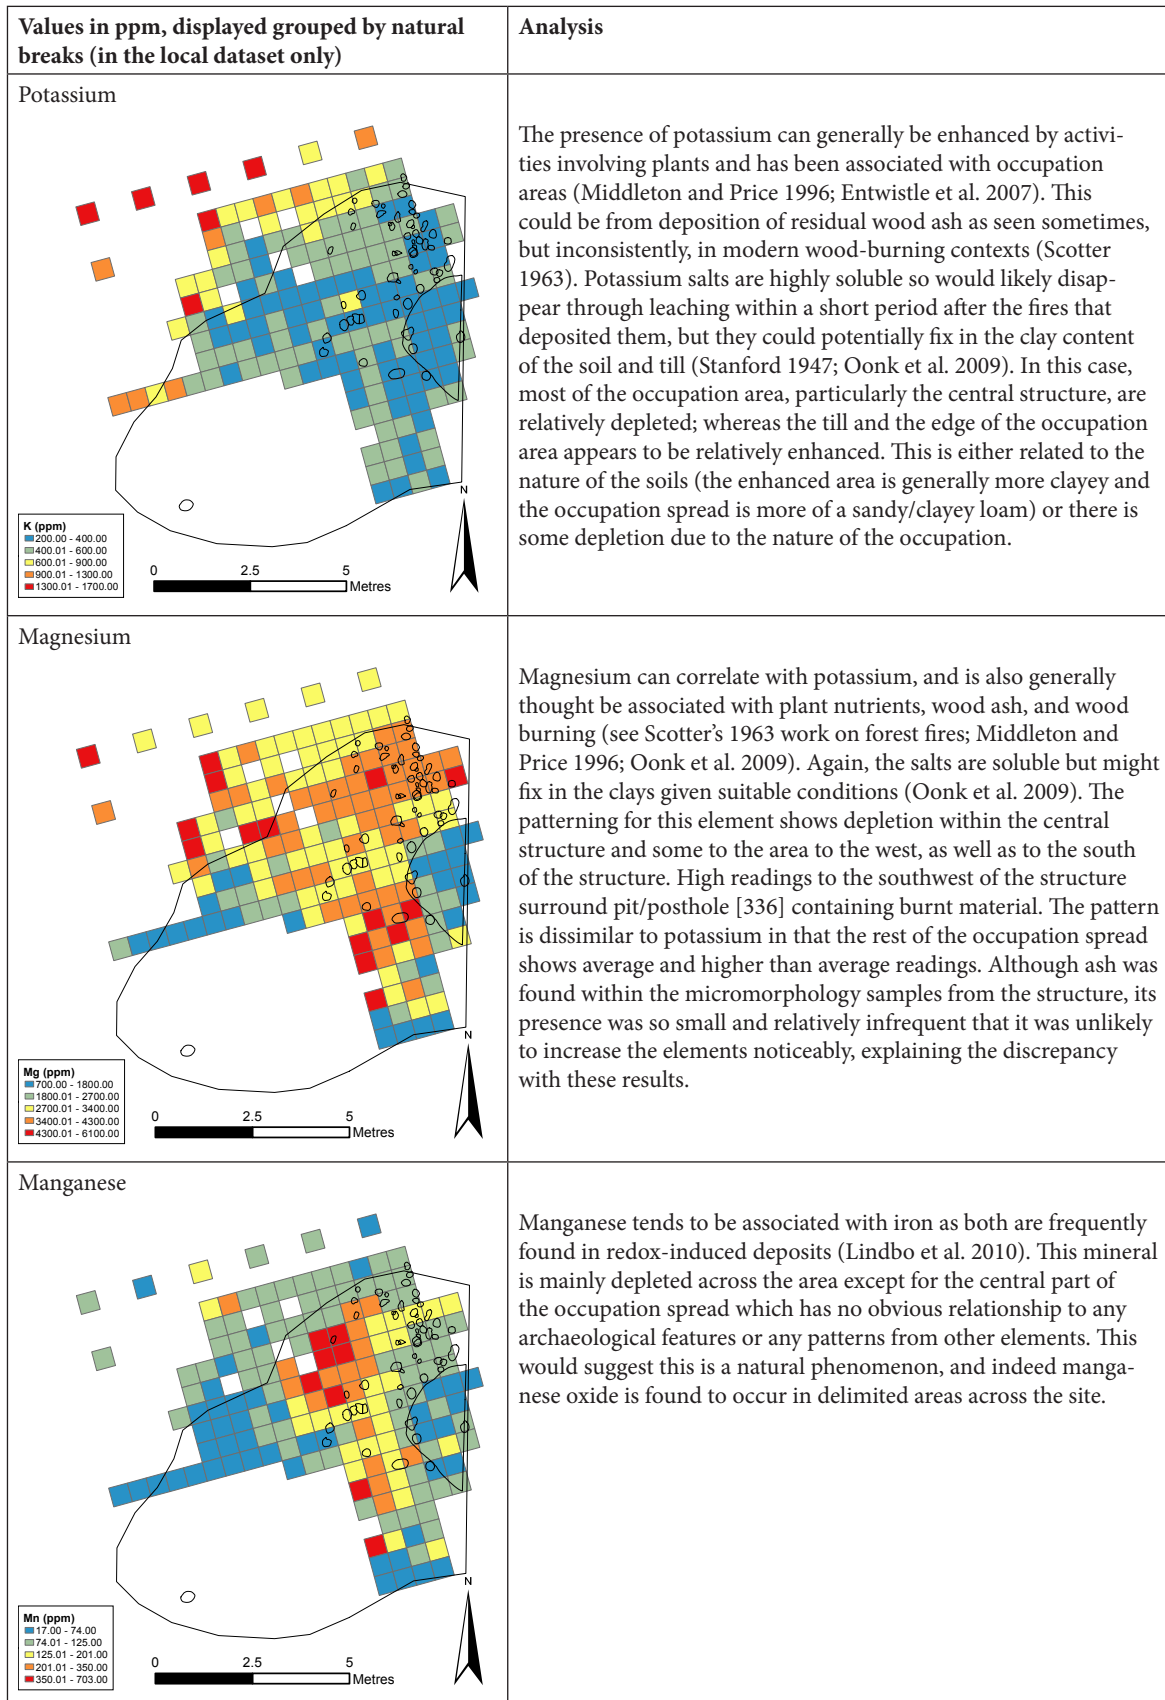 Values in ppm, displayed grouped by natural
breaks (in the local dataset only)
Analysis
Potassium
N
K (ppm)
200.00 - 400.00
400.01 - 600.00
600.01 - 900.00
900.01 - 1300.00
1300.01 - 1700.00
0 2.5 5
Metres
The presence of potassium can generally be enhanced by activi-
ties involving plants and has been associated with occupation
areas (Middleton and Price 1996; Entwistle et al. 2007). This
could be from deposition of residual wood ash as seen sometimes,
but inconsistently, in modern wood-burning contexts (Scotter
1963). Potassium salts are highly soluble so would likely disap-
pear through leaching within a short period after the fires that
deposited them, but they could potentially fix in the clay content
of the soil and till (Stanford 1947; Oonk et al. 2009). In this case,
most of the occupation area, particularly the central structure, are
relatively depleted; whereas the till and the edge of the occupation
area appears to be relatively enhanced. This is either related to the
nature of the soils (the enhanced area is generally more clayey and
the occupation spread is more of a sandy/clayey loam) or there is
some depletion due to the nature of the occupation.
Magnesium
N
Mg (ppm)
700.00 - 1800.00
1800.01 - 2700.00
2700.01 - 3400.00
3400.01 - 4300.00
4300.01 - 6100.00
0 2.5 5
Metres
Magnesium can correlate with potassium, and is also generally
thought be associated with plant nutrients, wood ash, and wood
burning (see Scotter's 1963 work on forest fires; Middleton and
Price 1996; Oonk et al. 2009). Again, the salts are soluble but might
fix in the clays given suitable conditions (Oonk et al. 2009). The
patterning for this element shows depletion within the central
structure and some to the area to the west, as well as to the south
of the structure. High readings to the southwest of the structure
surround pit/posthole [336] containing burnt material. The pattern
is dissimilar to potassium in that the rest of the occupation spread
shows average and higher than average readings. Although ash was
found within the micromorphology samples from the structure, its
presence was so small and relatively infrequent that it was unlikely
to increase the elements noticeably, explaining the discrepancy
with these results.
Manganese
N
Mn (ppm)
17.00 - 74.00
74.01 - 125.00
125.01 - 201.00
201.01 - 350.00
350.01 - 703.00
0 2.5 5
Metres
Manganese tends to be associated with iron as both are frequently
found in redox-induced deposits (Lindbo et al. 2010). This mineral
is mainly depleted across the area except for the central part of
the occupation spread which has no obvious relationship to any
archaeological features or any patterns from other elements. This
would suggest this is a natural phenomenon, and indeed manga-
nese oxide is found to occur in delimited areas across the site.